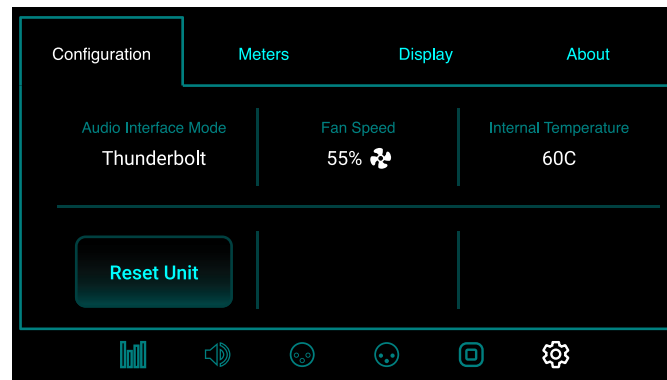 Configuration Meters Display About
Audio Interface Mode Fan Speed Internal Temperature
Thunderbolt 55% 60C
Reset Unit